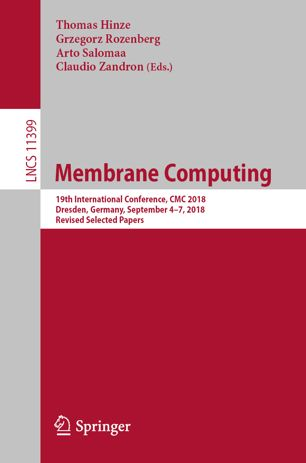 Thomas Hinze
Grzegorz Rozenberg
Arto Salomaa
Claudio Zandron (Eds.)
LNCS 11399
Membrane Computing
19th International Conference, CMC 2018
Dresden, Germany, September 4–7, 2018
Revised Selected Papers
Springer